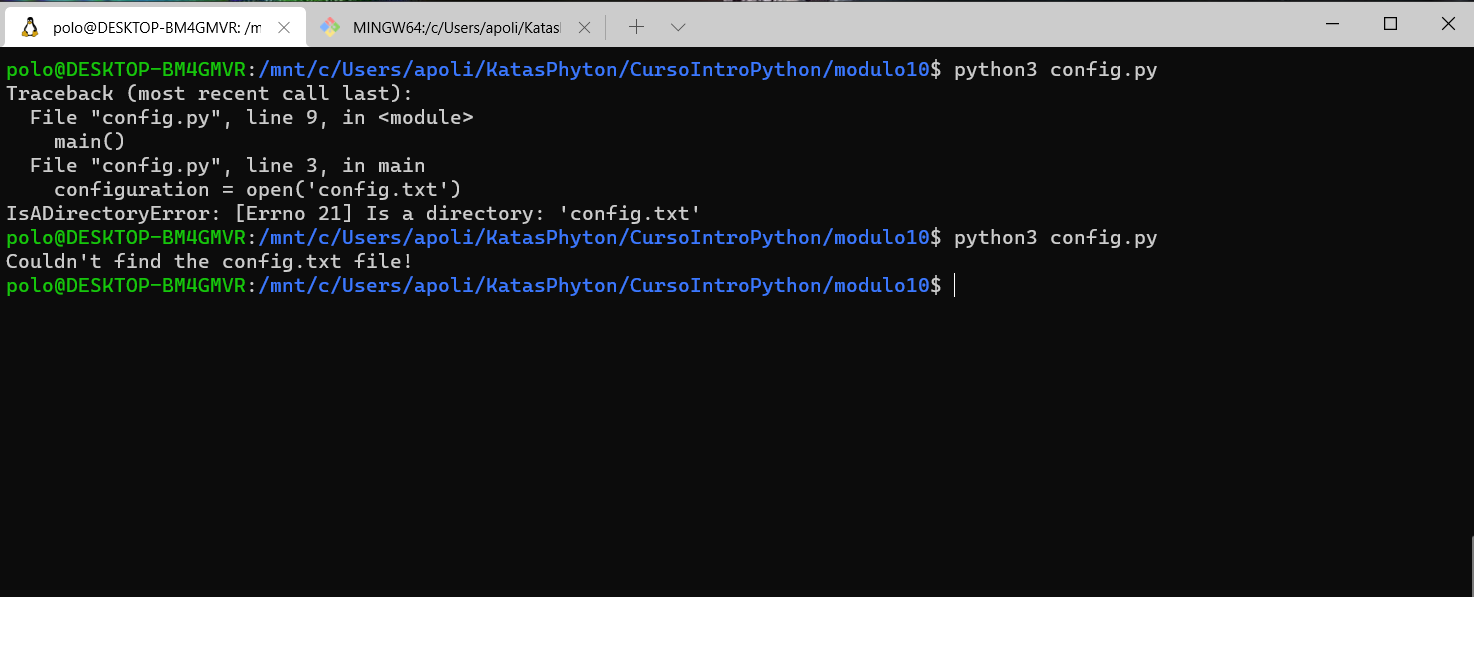 polo@DESKTOP-BM4GMVR: /m
MINGW64:/c/Users/apoli/Katas
polo@DESKTOP-BM4GMVR:/mnt/c/Users/apoli/KatasPhyton/CursoIntroPython/modulo10$ python3 config.py
Traceback (most recent call last):
  File "config.py", line 9, in <module>
    main()
  File "config.py", line 3, in main
    configuration = open('config.txt')
IsADirectoryError: [Errno 21] Is a directory: 'config.txt'
polo@DESKTOP-BM4GMVR:/mnt/c/Users/apoli/KatasPhyton/CursoIntroPython/modulo10$ python3 config.py
Couldn't find the config.txt file!
polo@DESKTOP-BM4GMVR:/mnt/c/Users/apoli/KatasPhyton/CursoIntroPython/modulo10$